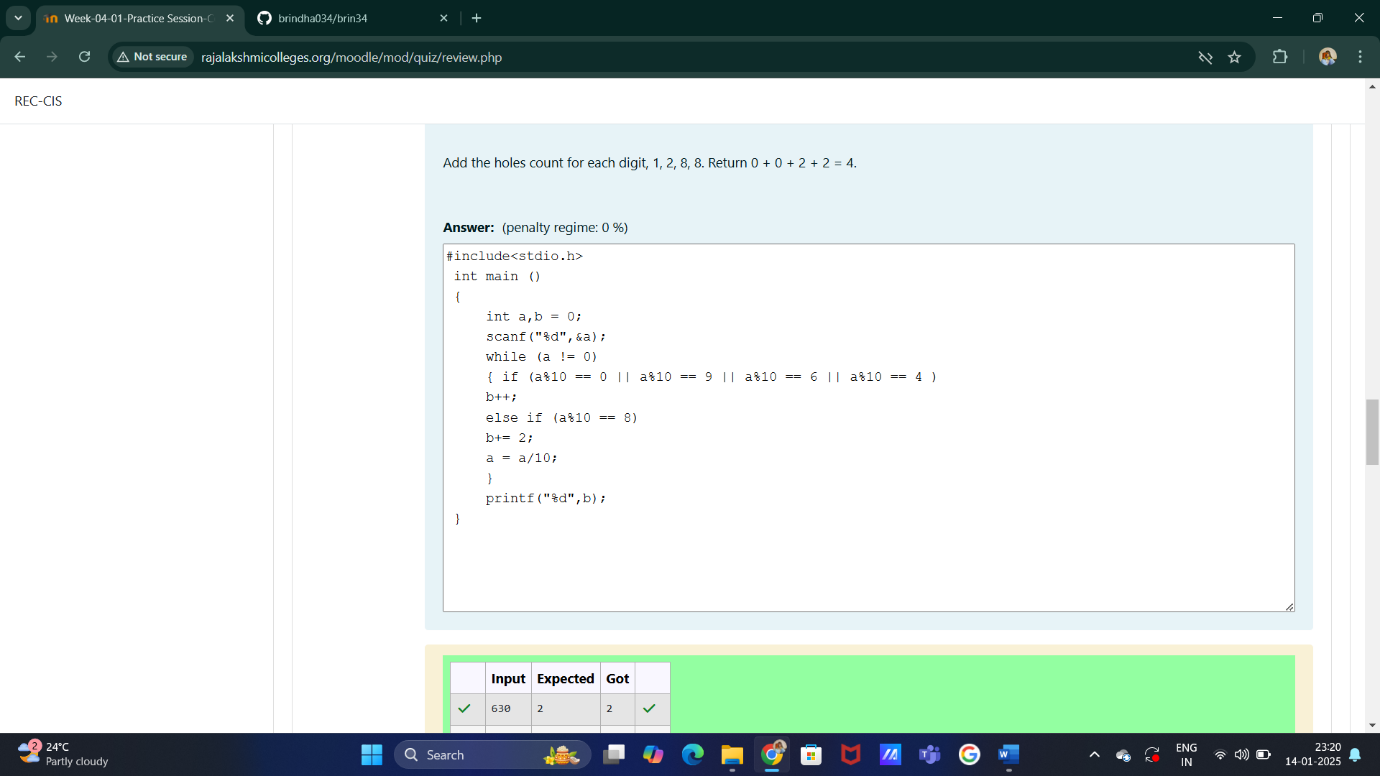 Week-04-01-Practice Session-C
brindha034/brin34
Not secure
rajalakshmicolleges.org/moodle/mod/quiz/review.php
REC-CIS
Add the holes count for each digit, 1, 2, 8, 8. Return 0 + 0 + 2 + 2 = 4.
Answer: (penalty regime: 0 %)
#include<stdio.h>
int main ()
{
int a,b = 0;
scanf("%d",&a);
while (a != 0)
{ if (a%10 == 0 || a%10 == 9 || a%10 == 6 || a%10 == 4 )
b++;
else if (a%10 == 8)
b+= 2;
a = a/10;
}
printf("%d",b);
}
Input Expected Got
630 2 2
2
24°C
Partly cloudy
Search
ENG
IN
23:20
14-01-2025